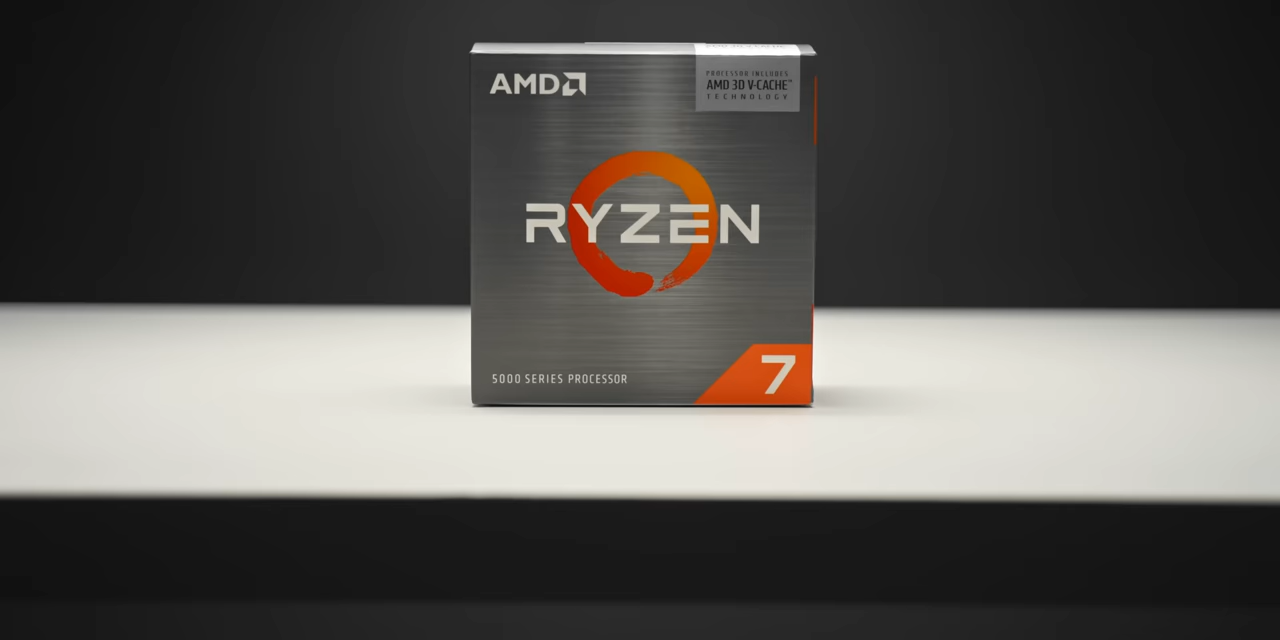 AMD
PROCESSOR INCLUDES
AMD 3D V-CACHE™
TECHNOLOGY
RYZEN
5000 SERIES PROCESSOR
7